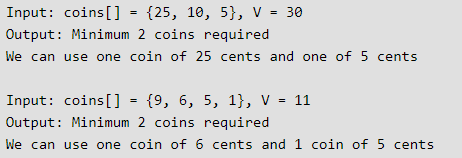 Input: coins[] = {25, 10, 5}, V = 30
Output: Minimum 2 coins required
We can use one coin of 25 cents and one of 5 cents
Input: coins[] = {9, 6, 5, 1}, V = 11
Output: Minimum 2 coins required
We can use one coin of 6 cents and 1 coin of 5 cents